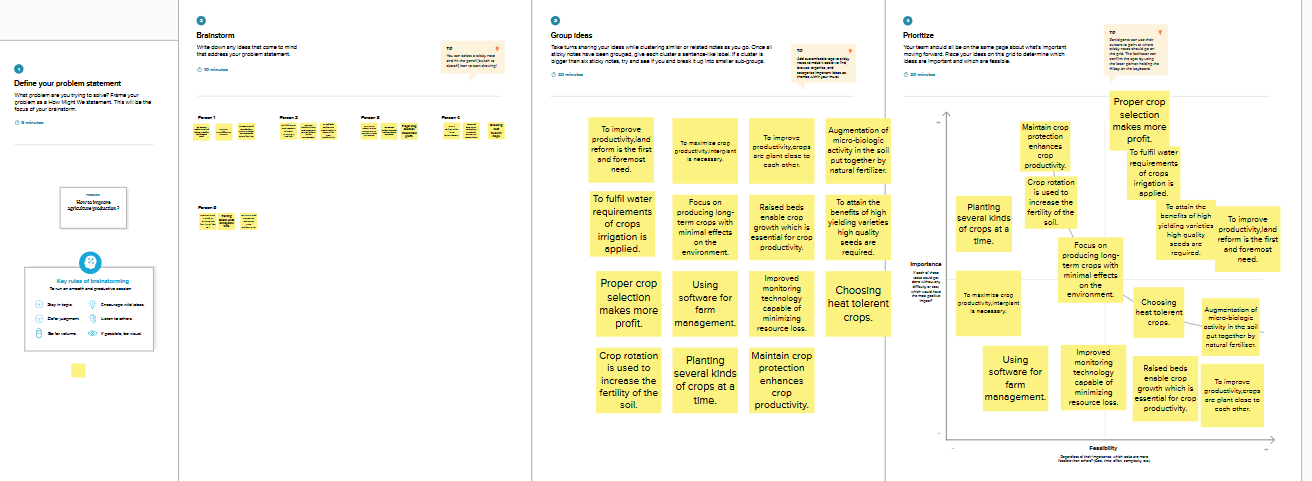 1
Define your problem statement
What problem are you trying to solve? Frame your
problem as a How Might We statement. This will be the
focus of your brainstorm.
5 minutes
PROBLEM
How to improve
agriculture production ?
Key rules of brainstorming
To run an smooth and productive session
Stay in topic.
Encourage wild ideas.
Defer judgment.
Listen to others.
Go for volume.
If possible, be visual.
2
Brainstorm
Write down any ideas that come to mind
that address your problem statement.
10 minutes
TIP
You can select a sticky note
and hit the pencil [switch to
sketch] icon to start drawing!
Person 1
Person 2
Person 3
Person 4
Person 5
3
Group ideas
Take turns sharing your ideas while clustering similar or related notes as you go. Once all
sticky notes have been grouped, give each cluster a sentence-like label. If a cluster is
bigger than six sticky notes, try and see if you and break it up into smaller sub-groups.
20 minutes
TIP
Add customizable tags to sticky
notes to make it easier to find,
browse, organize, and
categorize important ideas as
themes within your mural.
To improve
productivity,land
reform is the first
and foremost
need.
To maximize crop
productivity,interplant
is necessary.
To improve
productivity,crops
are plant close to
each other.
Augmentation of
micro-biologic
activity in the soil
put together by
natural fertilizer.
To fulfil water
requirements
of crops
irrigation is
applied.
Focus on
producing long-
term crops with
minimal effects
on the
environment.
Raised beds
enable crop
growth which is
essential for crop
productivity.
To attain the
benefits of high
yielding varieties
high quality
seeds are
required.
Proper crop
selection
makes more
profit.
Using
software for
farm
management.
Improved
monitoring
technology
capable of
minimizing
resource loss.
Choosing
heat tolerent
crops.
Crop rotation
is used to
increase the
fertility of the
soil.
Planting
several kinds
of crops at a
time.
Maintain crop
protection
enhances
crop
productivity.
4
Prioritize
Your team should all be on the same page about what's important
moving forward. Place your ideas on this grid to determine which
ideas are important and which are feasible.
20 minutes
TIP
Participants can use their
cursors to point at where
sticky notes should go on
the grid. The facilitator can
confirm the spot by using
the laser pointer holding the
H key on the keyboard.
Proper crop
selection
makes more
profit.
Maintain crop
protection
enhances
crop
productivity.
To fulfil water
requirements
of crops
irrigation is
applied.
Crop rotation
is used to
increase the
fertility of the
soil.
Planting
several kinds
of crops at a
time.
To attain the
benefits of high
yielding varieties
high quality
seeds are
required.
To improve
productivity,land
reform is the first
and foremost
need.
Focus on
producing long-
term crops with
minimal effects
on the
environment.
Importance
If each of these
tasks could get
done without any
difficulty or cost,
which would have
the most positive
impact?
To maximize crop
productivity,interplant
is necessary.
Choosing
heat tolerent
crops.
Augmentation of
micro-biologic
activity in the soil
put together by
natural fertilizer.
Using
software for
farm
management.
Improved
monitoring
technology
capable of
minimizing
resource loss.
Raised beds
enable crop
growth which is
essential for crop
productivity.
To improve
productivity,crops
are plant close to
each other.
Feasibility
Regardless of their importance, which tasks are more
feasible than others? (Cost, time, effort, complexity, etc.)